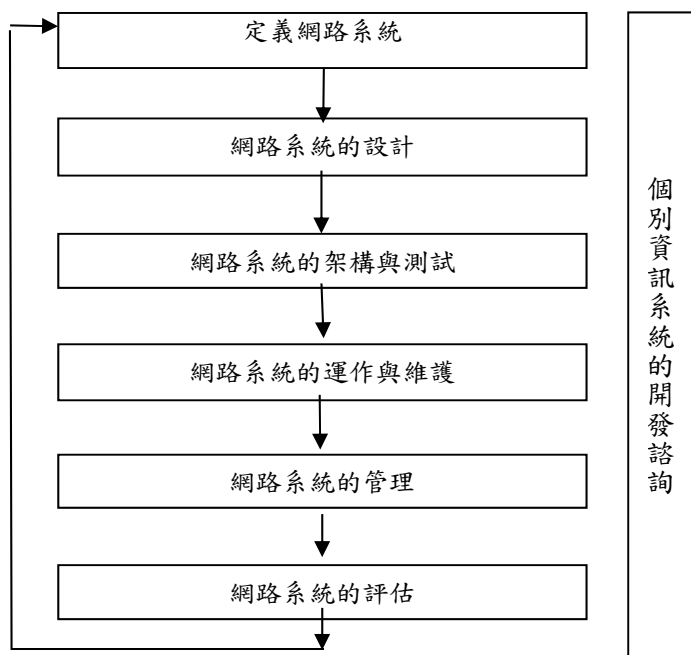 定義網路系統
網路系統的設計
網路系統的架構與測試
網路系統的運作與維護
網路系統的管理
網路系統的評估
個別資訊系統的開發諮詢